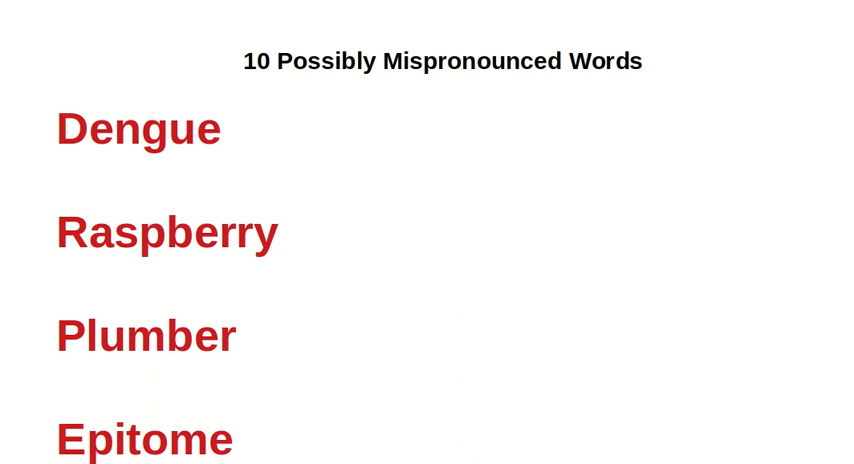 10 Possibly Mispronounced Words
Dengue
Raspberry
Plumber
Epitome